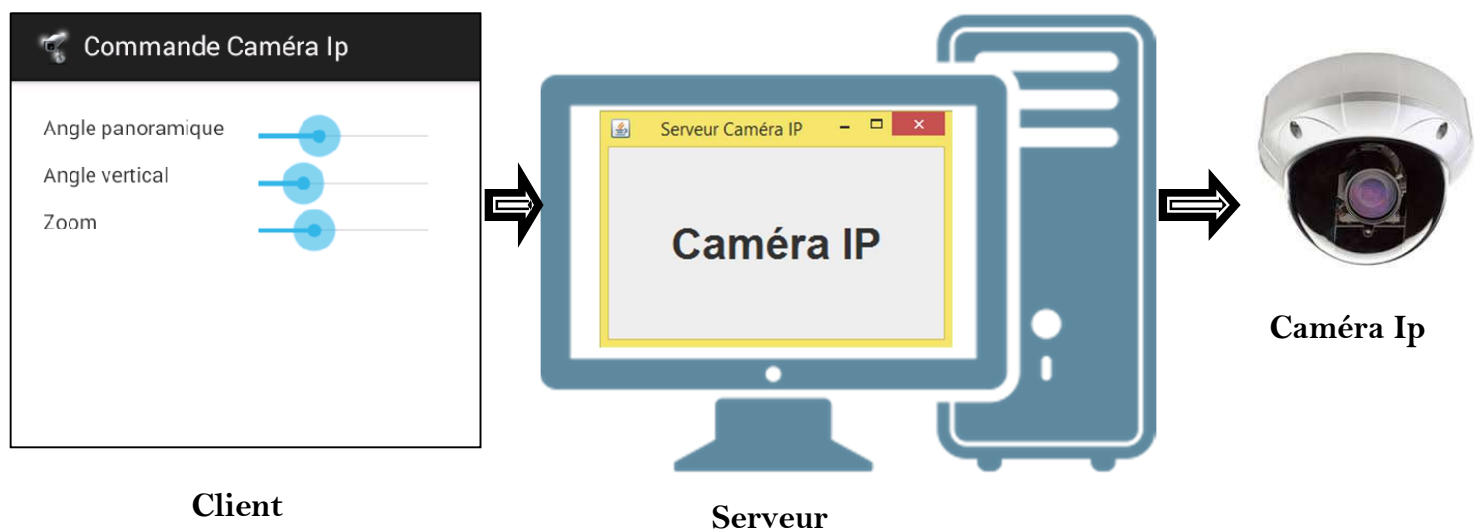 Commande Caméra Ip
Angle panoramique
Angle vertical
Zoom
Client
Serveur Caméra IP
Caméra IP
Serveur
Caméra Ip